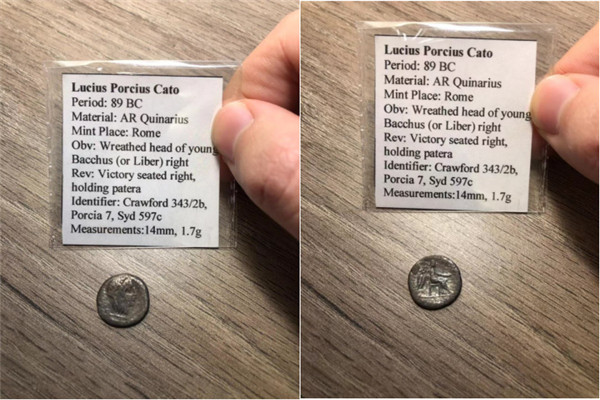 Lucius Porcius Cato
Period: 89 BC
Material: AR Quinarius
Mint Place: Rome
Obv: Wreathed head of young
Bacchus (or Liber) right
Rev: Victory seated right,
holding patera
Identifier: Crawford 343/2b,
Porcia 7, Syd 597c
Measurements:14mm, 1.7g
Lucius Porcius Cato
Period: 89 BC
Material: AR Quinarius
Mint Place: Rome
Obv: Wreathed head of young
Bacchus (or Liber) right
Rev: Victory seated right,
holding patera
Identifier: Crawford 343/2b,
Porcia 7, Syd 597c
Measurements:14mm, 1.7g